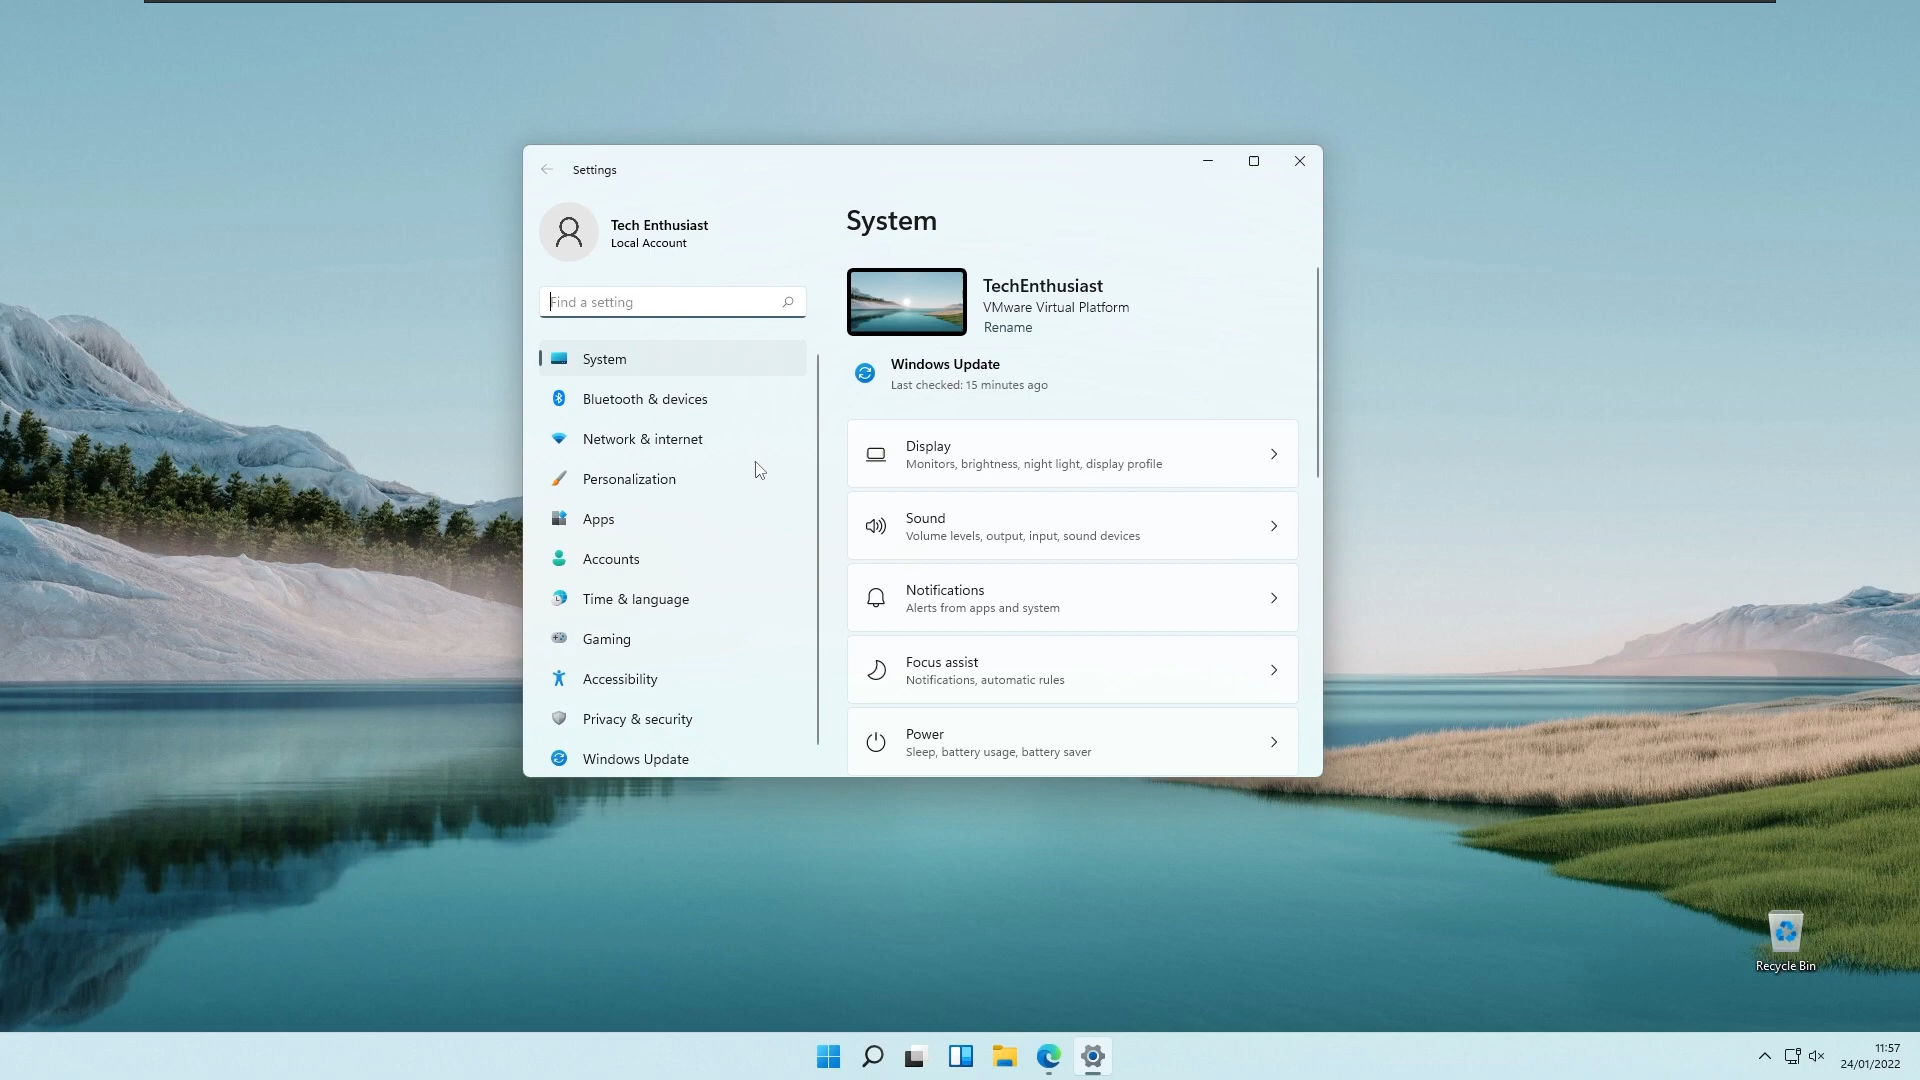 Settings
Tech Enthusiast
Local Account
Find a setting
System
Bluetooth & devices
Network & internet
Personalization
Apps
Accounts
Time & language
Gaming
Accessibility
Privacy & security
Windows Update
System
TechEnthusiast
VMware Virtual Platform
Rename
Windows Update
Last checked: 15 minutes ago
Display
Monitors, brightness, night light, display profile
Sound
Volume levels, output, input, sound devices
Notifications
Alerts from apps and system
Focus assist
Notifications, automatic rules
Power
Sleep, battery usage, battery saver
Recycle Bin
11:57
24/01/2022